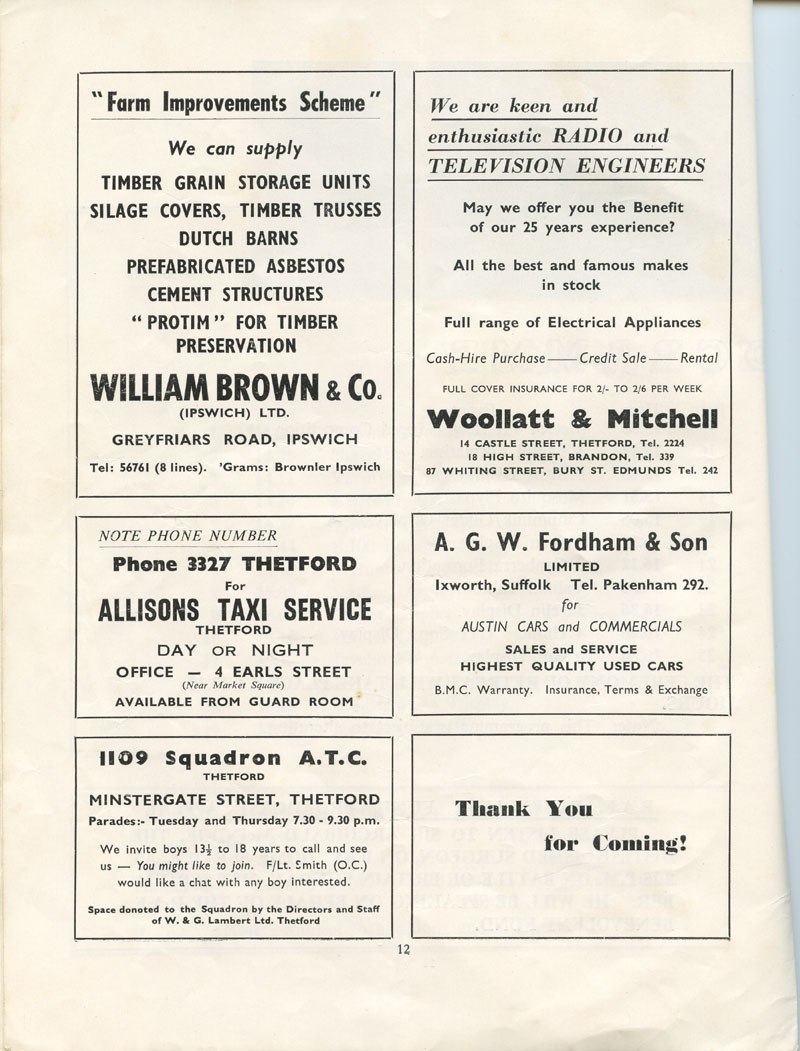 "Farm Improvements Scheme"
We can supply
TIMBER GRAIN STORAGE UNITS
SILAGE COVERS, TIMBER TRUSSES
DUTCH BARNS
PREFABRICATED ASBESTOS
CEMENT STRUCTURES
"PROTIM" FOR TIMBER
PRESERVATION
WILLIAM BROWN & Co.
(IPSWICH) LTD.
GREYFRIARS ROAD, IPSWICH
Tel: 56761 (8 lines). 'Grams: Brownler Ipswich
We are keen and
enthusiastic RADIO and
TELEVISION ENGINEERS
May we offer you the Benefit
of our 25 years experience?
All the best and famous makes
in stock
Full range of Electrical Appliances
Cash-Hire Purchase—Credit Sale—Rental
FULL COVER INSURANCE FOR 2/- TO 2/6 PER WEEK
Woollatt & Mitchell
14 CASTLE STREET, THETFORD, Tel. 2224
18 HIGH STREET, BRANDON, Tel. 339
87 WHITING STREET, BURY ST. EDMUNDS Tel. 242
NOTE PHONE NUMBER
Phone 3327 THETFORD
For
ALLISONS TAXI SERVICE
THETFORD
DAY OR NIGHT
OFFICE — 4 EARLS STREET
(Near Market Square)
AVAILABLE FROM GUARD ROOM
A. G. W. Fordham & Son
LIMITED
Ixworth, Suffolk Tel. Pakenham 292.
for
AUSTIN CARS and COMMERCIALS
SALES and SERVICE
HIGHEST QUALITY USED CARS
B.M.C. Warranty. Insurance, Terms & Exchange
1109 Squadron A.T.C.
THETFORD
MINSTERGATE STREET, THETFORD
Parades:- Tuesday and Thursday 7.30 - 9.30 p.m.
We invite boys 13½ to 18 years to call and see
us — You might like to join. F/Lt. Smith (O.C.)
would like a chat with any boy interested.
Space donoted to the Squadron by the Directors and Staff
of W. & G. Lambert Ltd. Thetford
Thank You
for Coming!
12